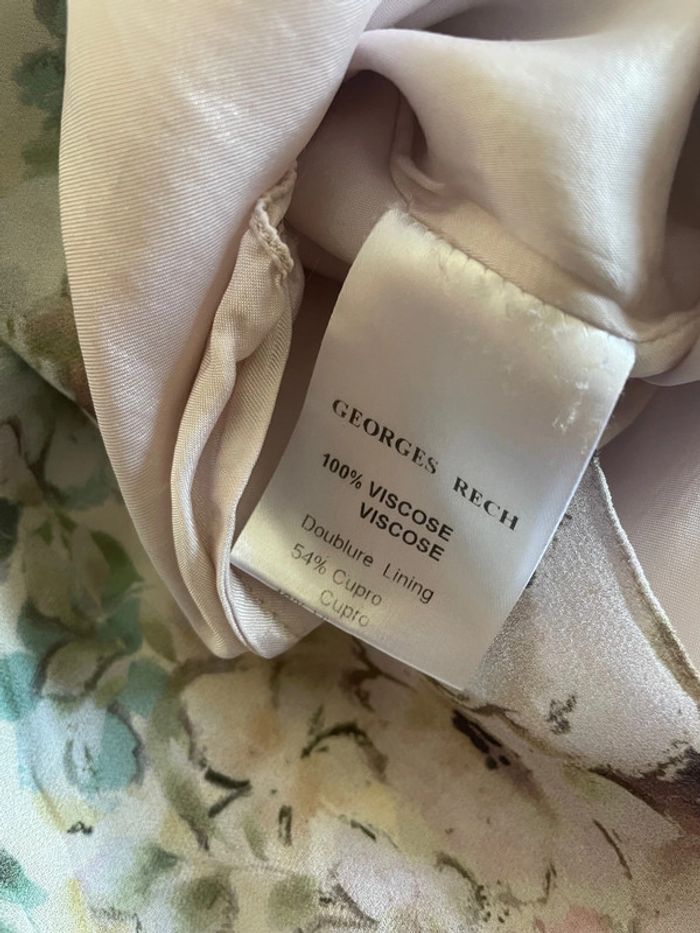 GEORGES RECH
100% VISCOSE
VISCOSE
Doublure Lining
54% Cupro
Cupro